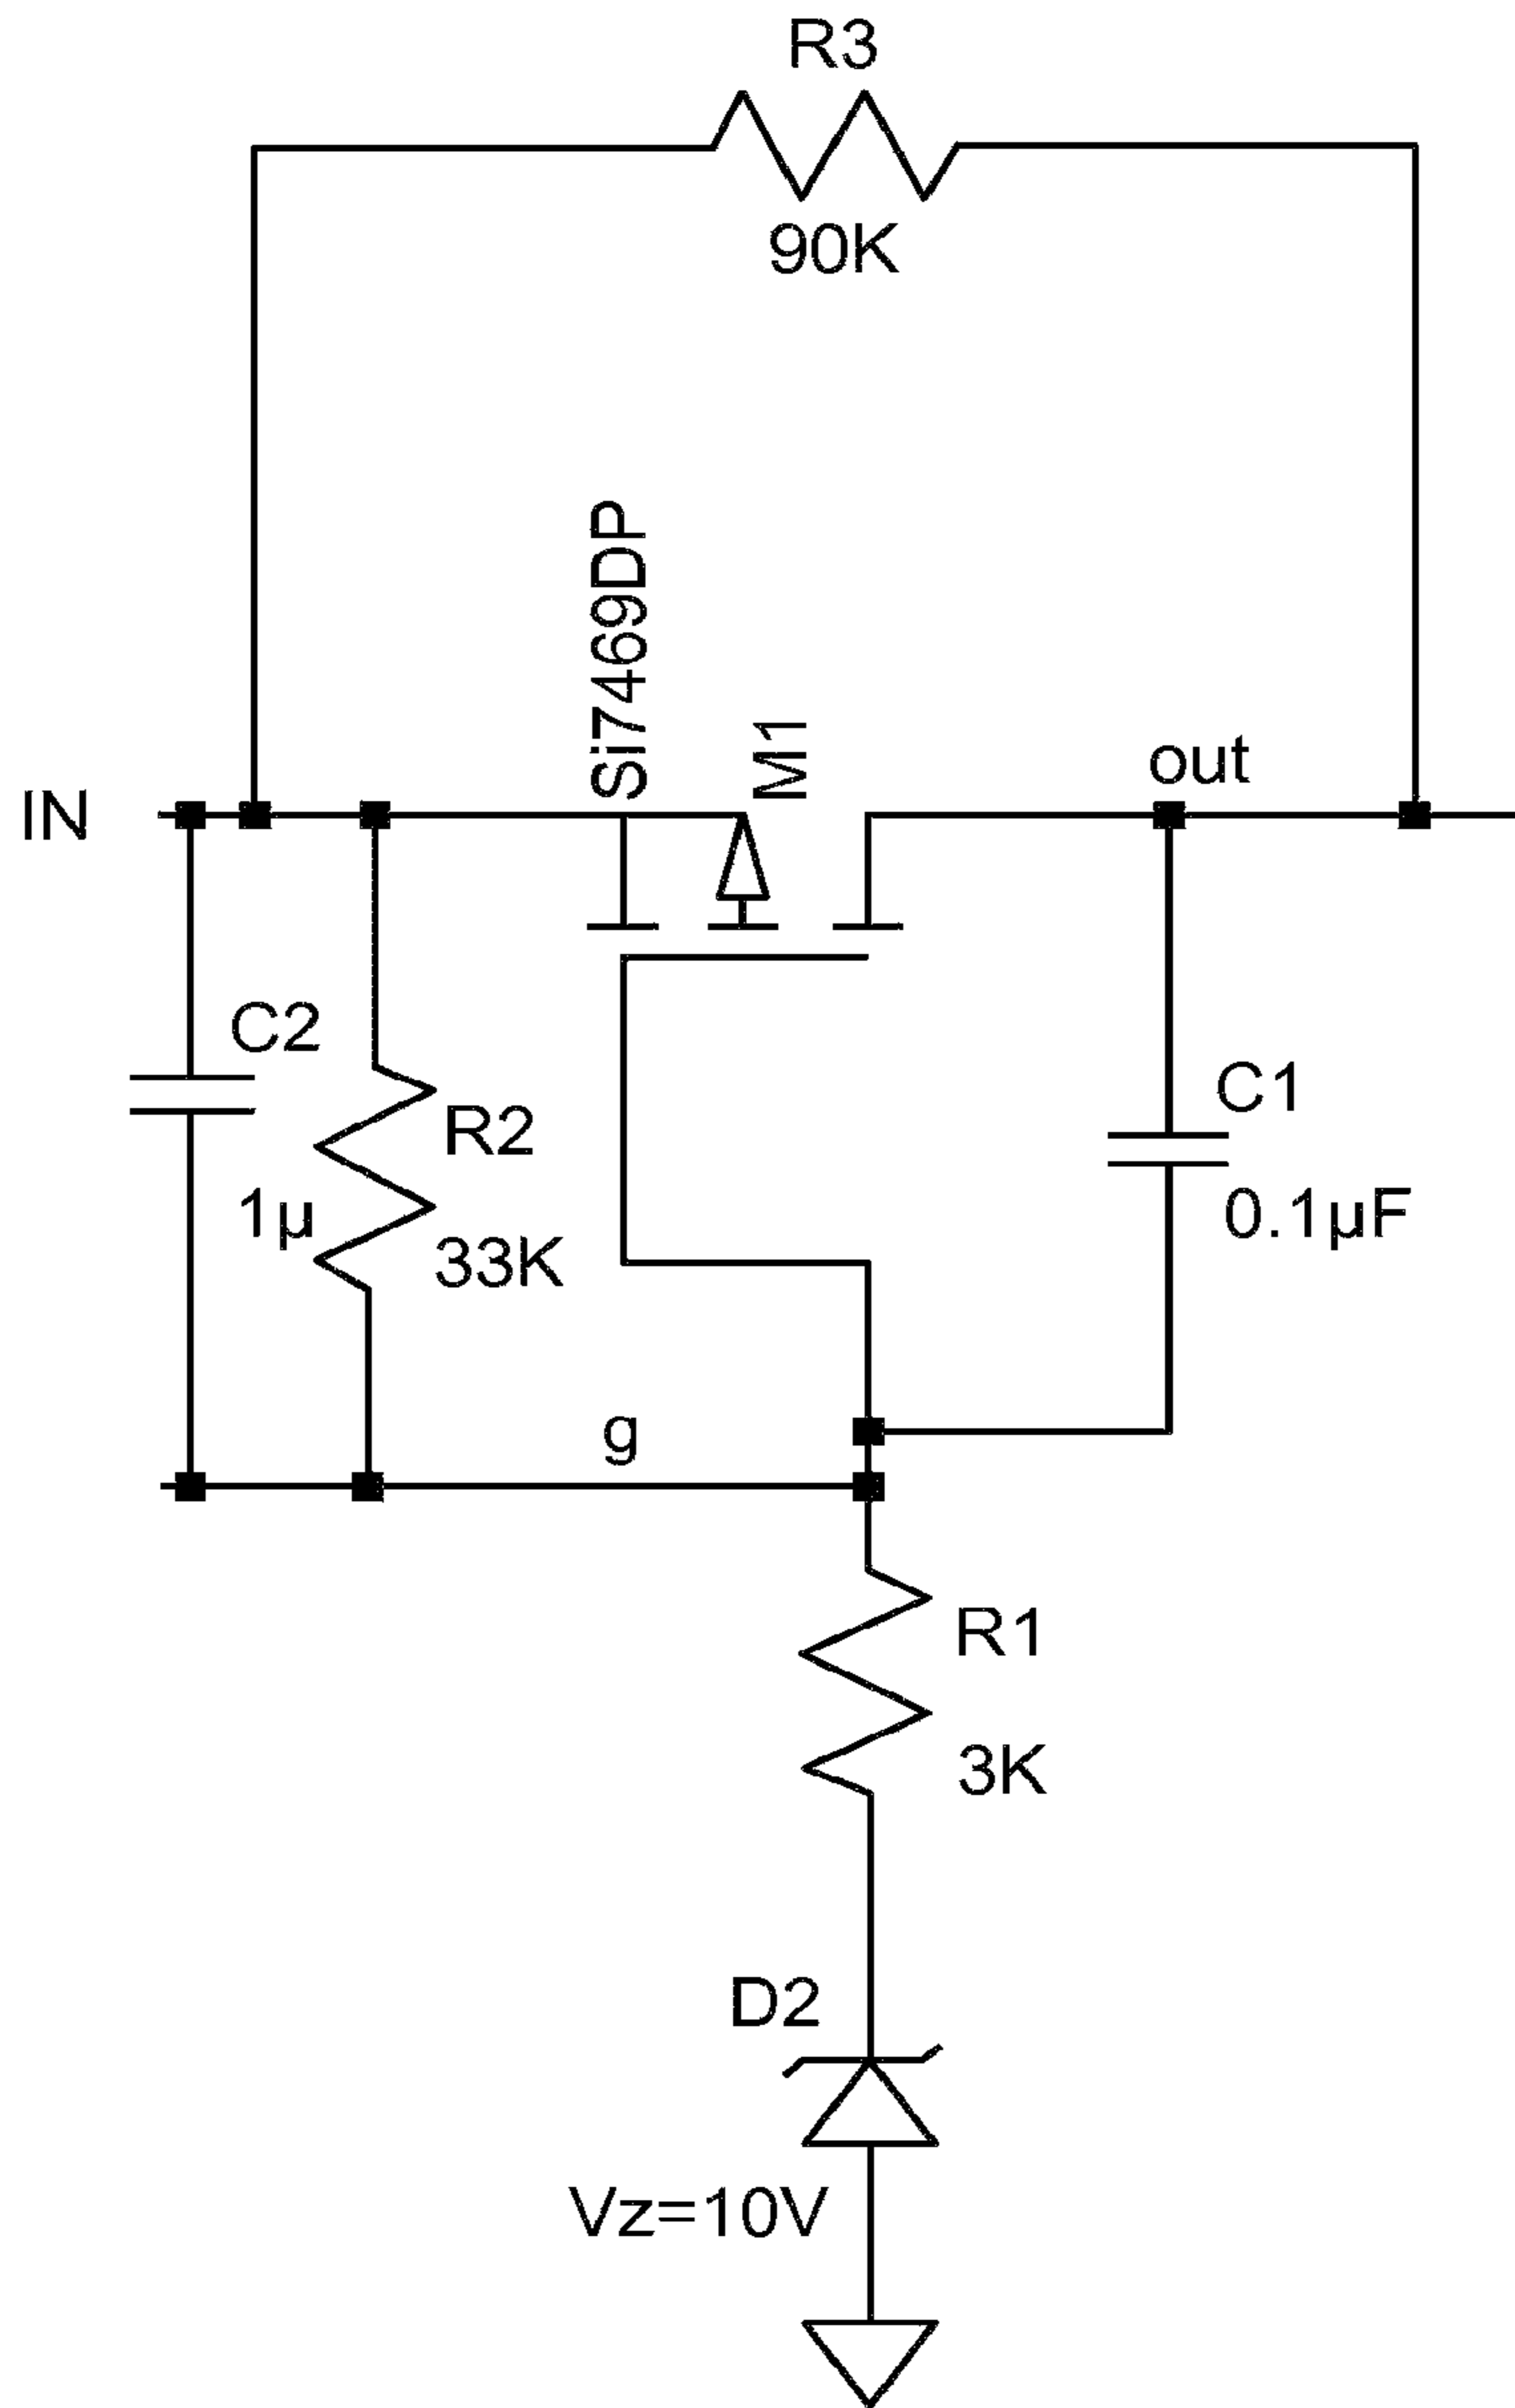 R3
90K
Si7469DP
M1
out
IN
C2
R2
C1
1µ
0.1µF
33K
g
R1
3K
D2
Vz=10V